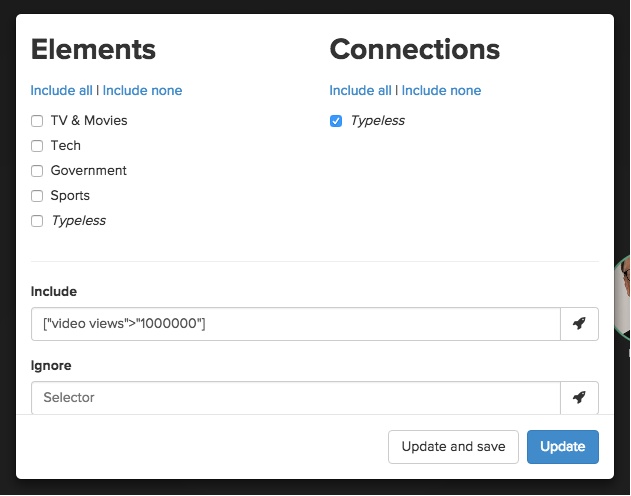 Elements
Connections
Include all | Include none
Include all | Include none
TV & Movies
Typeless
Tech
Government
Sports
Typeless
Include
["video views">"1000000"]
Ignore
Selector
Update and save
Update